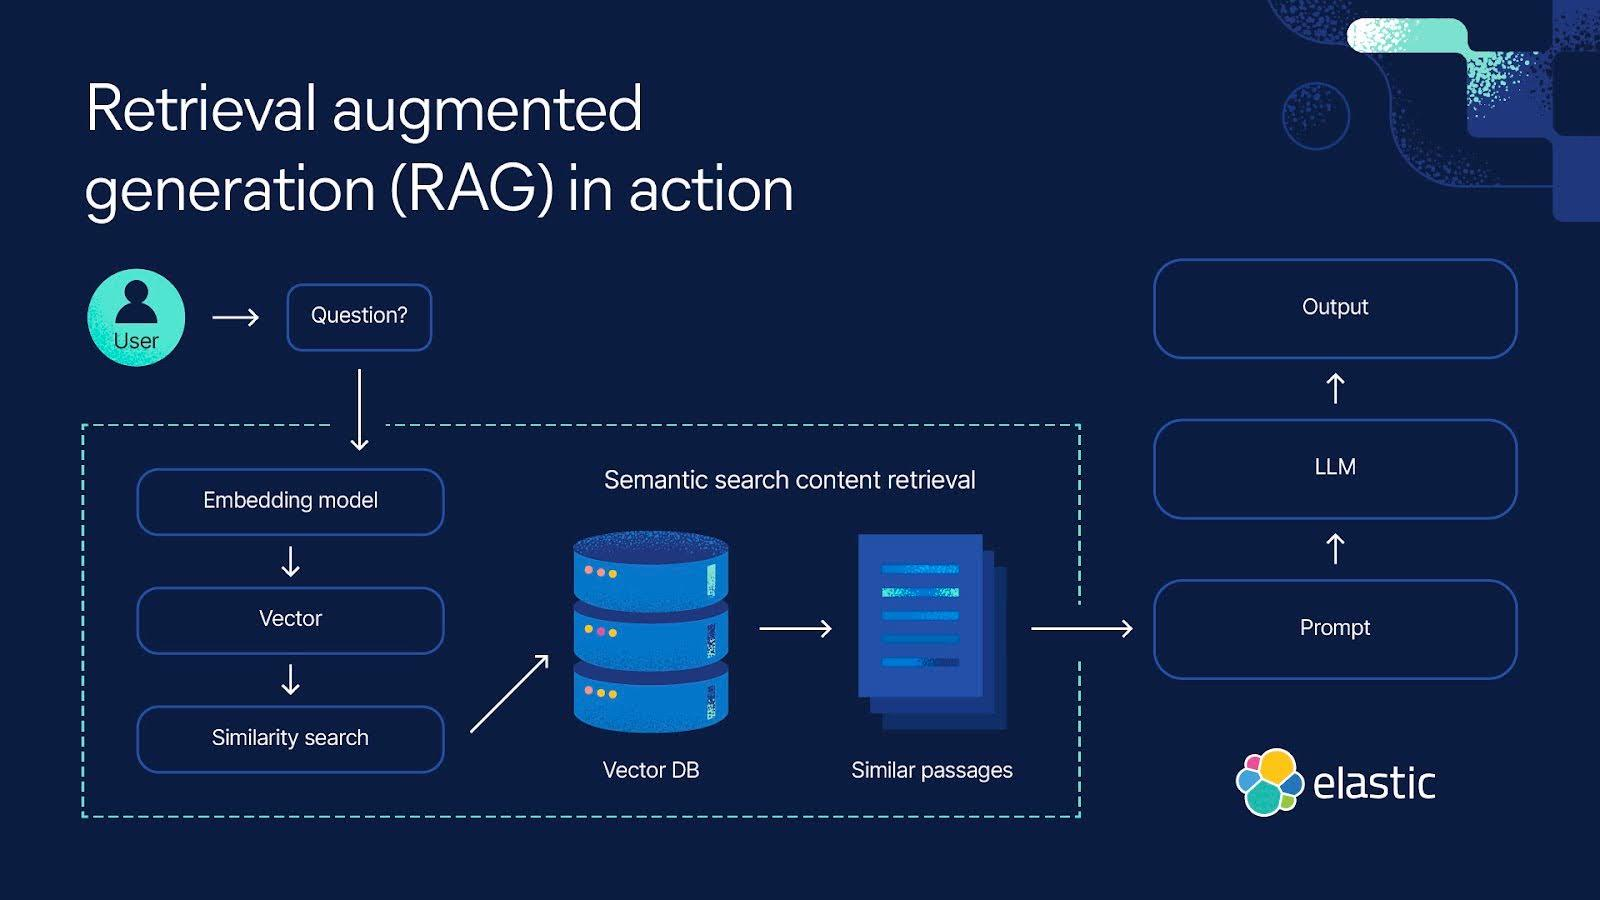 Retrieval augmented
generation (RAG) in action
User
Question?
Embedding model
Vector
Similarity search
Semantic search content retrieval
Vector DB
Similar passages
Output
LLM
Prompt
elastic